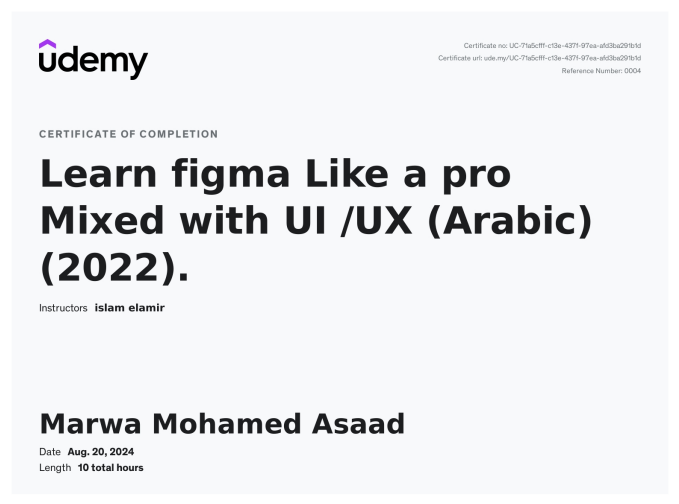 udemy
Certificate no: UC-71a5cfff-c13e-437f-97ea-afd3ba291b1d
Certificate url: ude.my/UC-71a5cfff-c13e-437f-97ea-afd3ba291b1d
Reference Number: 0004
CERTIFICATE OF COMPLETION
Learn figma Like a pro
Mixed with UI /UX (Arabic)
(2022).
Instructors islam elamir
Marwa Mohamed Asaad
Date Aug. 20, 2024
Length 10 total hours